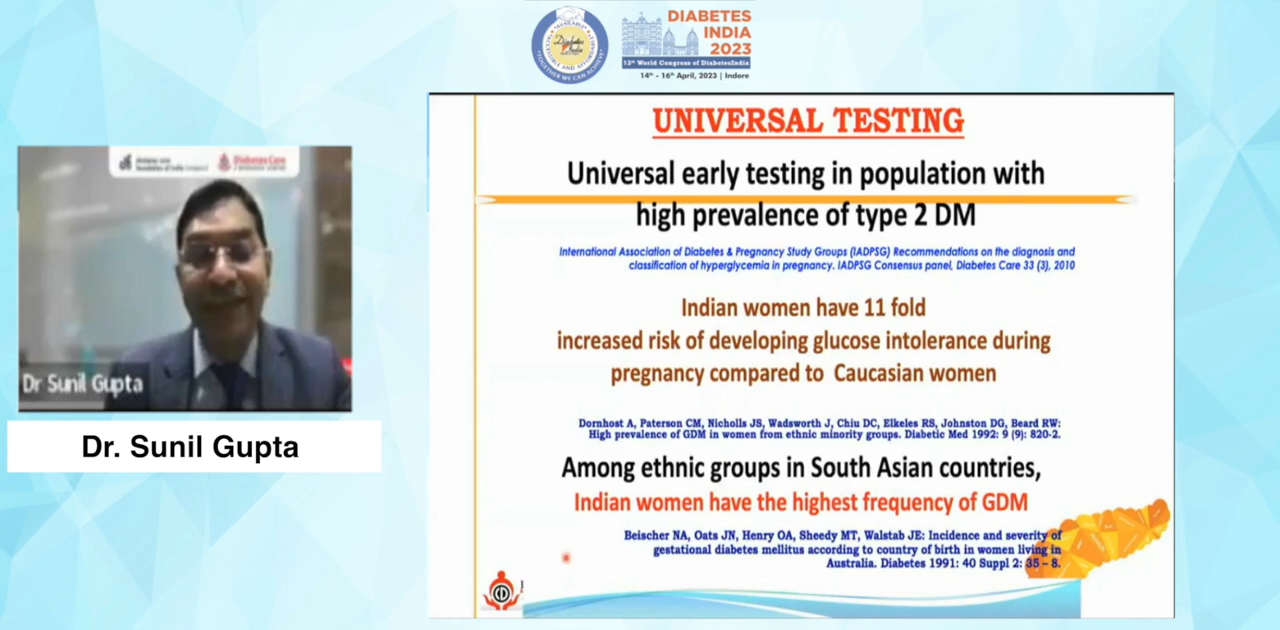 DIABETES
INDIA
2023
13th World Congress of DiabetesIndia
14th - 16th April, 2023 | Indore
Diabetes
India
TOGETHER WE CAN ACHIEVE
UNIVERSAL TESTING
Universal early testing in population with
high prevalence of type 2 DM
International Association of Diabetes & Pregnancy Study Groups (IADPSG) Recommendations on the diagnosis and
classification of hyperglycemia in pregnancy. IADPSG Consensus panel, Diabetes Care 33 (3), 2010
Indian women have 11 fold
increased risk of developing glucose intolerance during
pregnancy compared to Caucasian women
Dornhost A, Paterson CM, Nicholls JS, Wadsworth J, Chiu DC, Elkeles RS, Johnston DG, Beard RW:
High prevalence of GDM in women from ethnic minority groups. Diabetic Med 1992: 9 (9): 820-2.
Among ethnic groups in South Asian countries,
Indian women have the highest frequency of GDM
Beischer NA, Oats JN, Henry OA, Sheedy MT, Walstab JE: Incidence and severity of
gestational diabetes mellitus according to country of birth in women living in
Australia. Diabetes 1991: 40 Suppl 2: 35 – 8.
DiabetesCare
Dr Sunil Gupta
Dr. Sunil Gupta